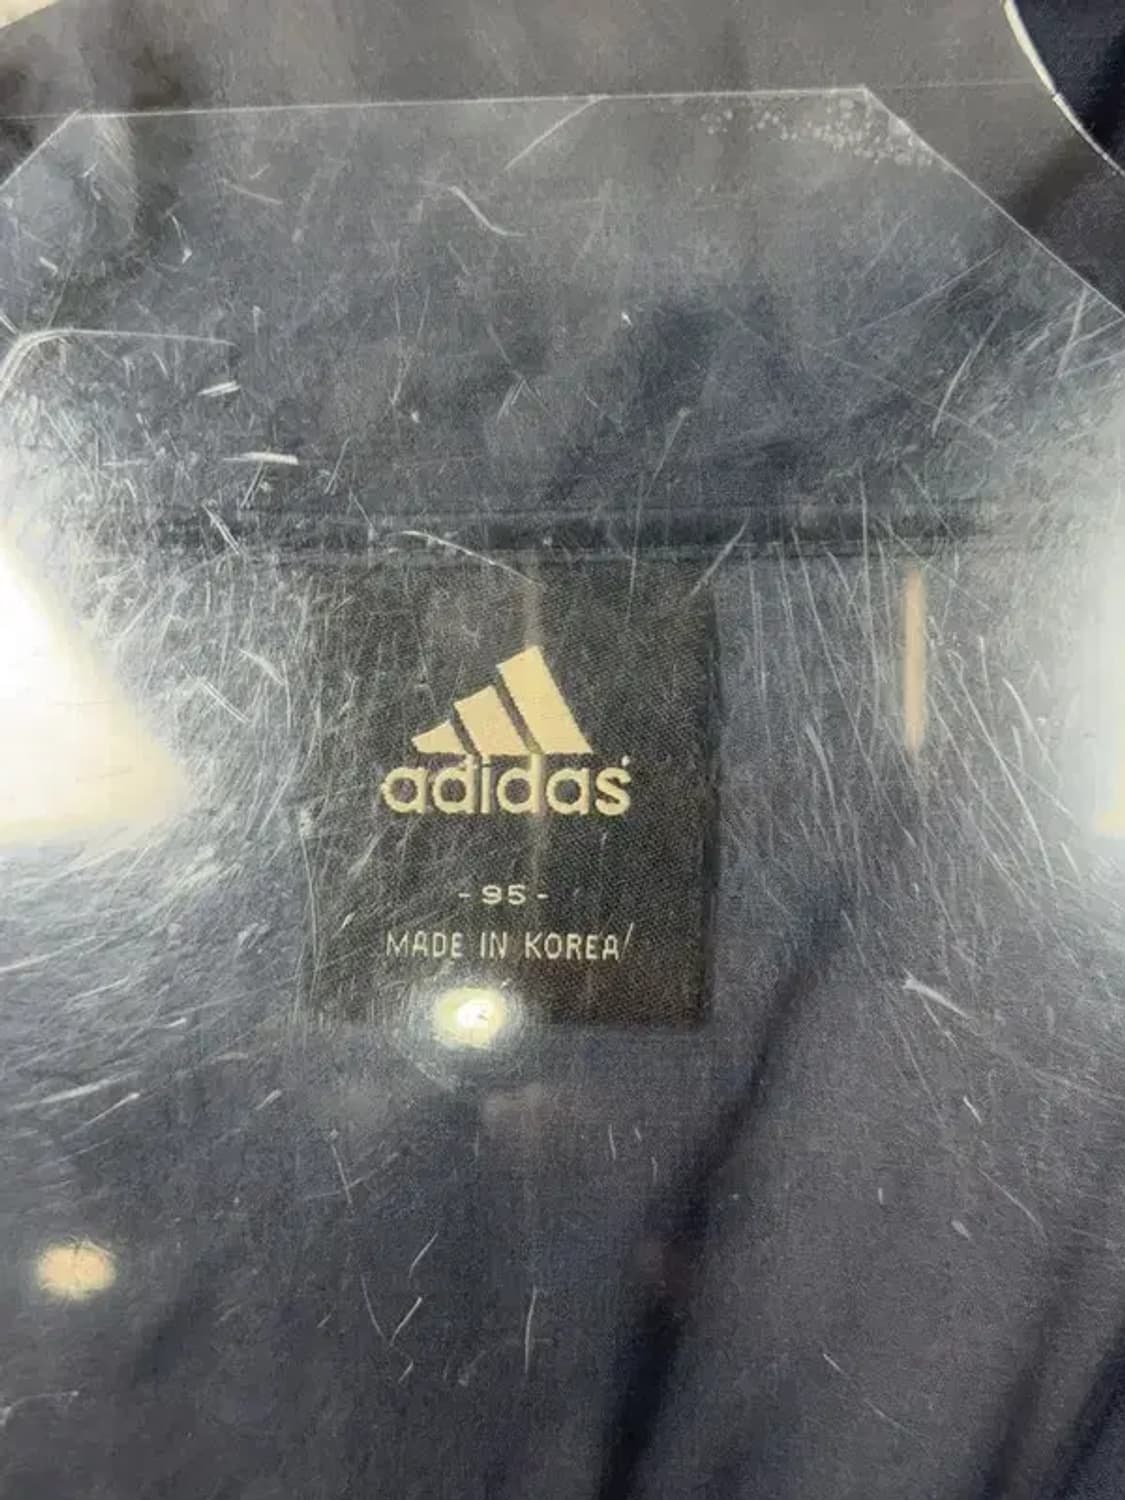 adidas
- 95 -
MADE IN KOREA